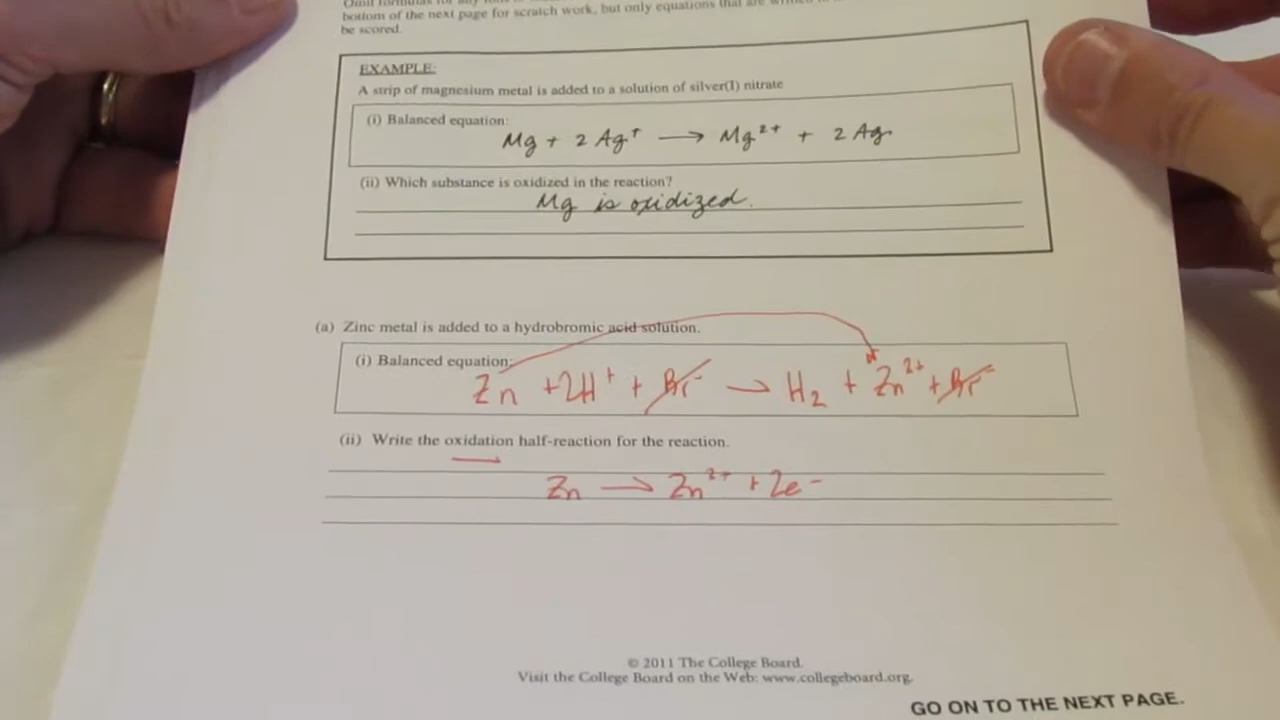 bottom of the next page for scratch work, but only equations that are written
be scored.
EXAMPLE:
A strip of magnesium metal is added to a solution of silver(I) nitrate
(i) Balanced equation:
Mg + 2 Ag⁺ → Mg²⁺ + 2 Ag
(ii) Which substance is oxidized in the reaction?
Mg is oxidized.
(a) Zinc metal is added to a hydrobromic acid solution.
(i) Balanced equation:
Zn + 2H⁺ + Br⁻ → H₂ + Zn²⁺ + Br⁻
(ii) Write the oxidation half-reaction for the reaction.
Zn → Zn²⁺ + 2e⁻
© 2011 The College Board.
Visit the College Board on the Web: www.collegeboard.org.
GO ON TO THE NEXT PAGE.